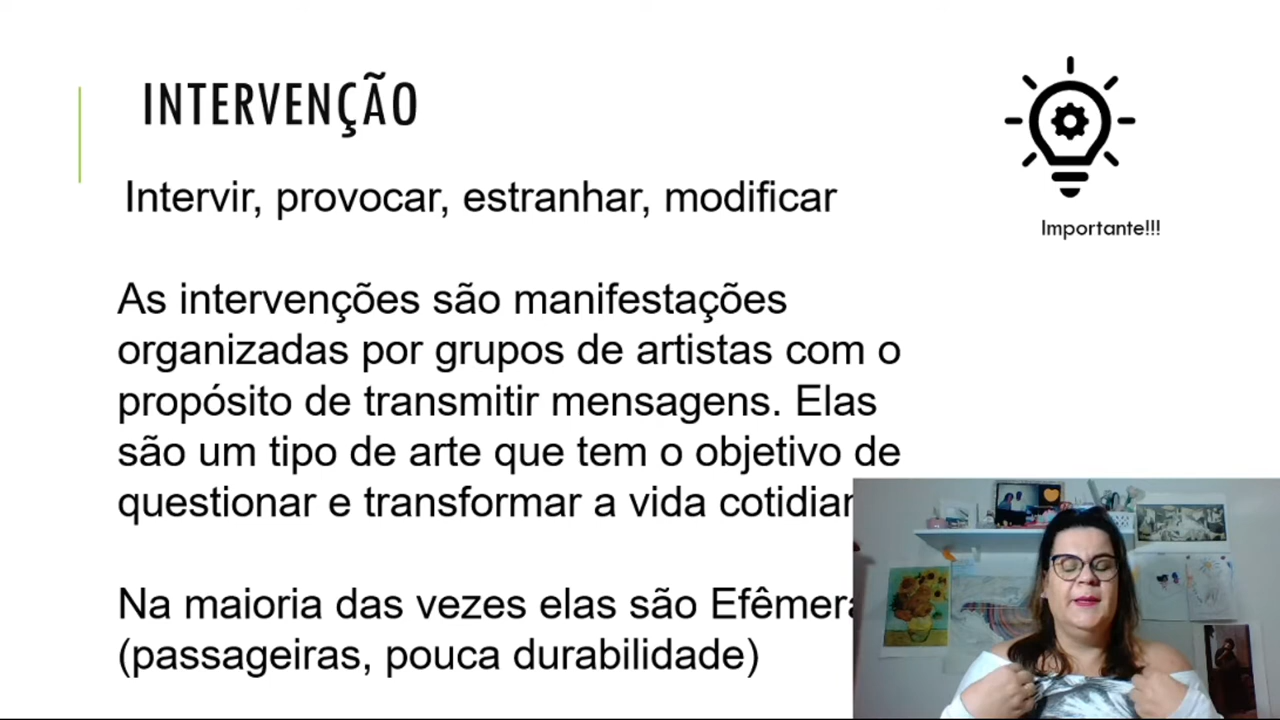 INTERVENÇÃO
Importante!!!
Intervir, provocar, estranhar, modificar
As intervenções são manifestações
organizadas por grupos de artistas com o
propósito de transmitir mensagens. Elas
são um tipo de arte que tem o objetivo de
questionar e transformar a vida
Na maioria das vezes elas são
(passageiras, pouca durabilidade)